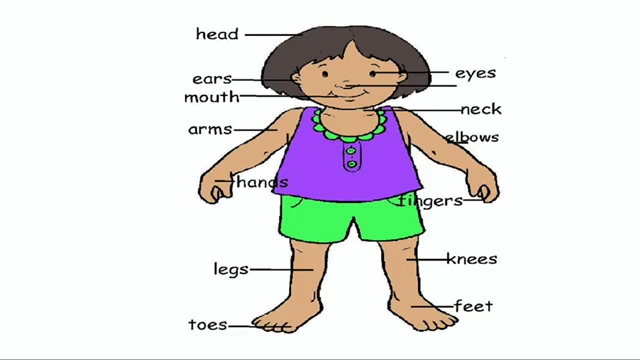 head
eyes
ears
mouth
neck
arms
elbows
hands
fingers
knees
legs
feet
toes